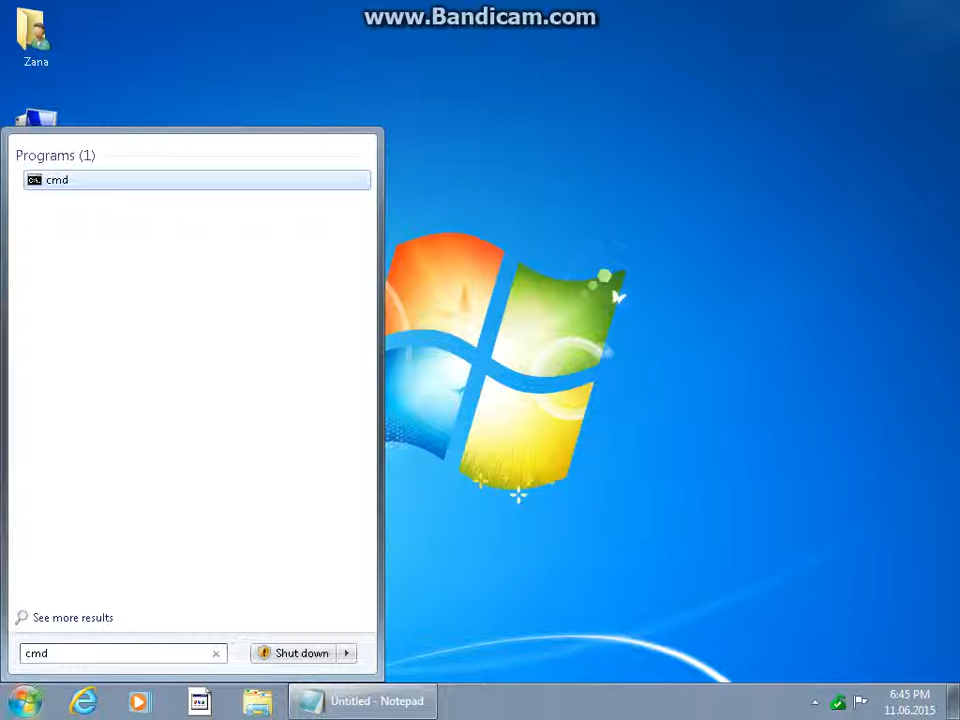 www.Bandicam.com
Zana
Programs (1)
cmd
See more results
cmd
Shut down
Untitled - Notepad
6:45 PM
11.06.2015